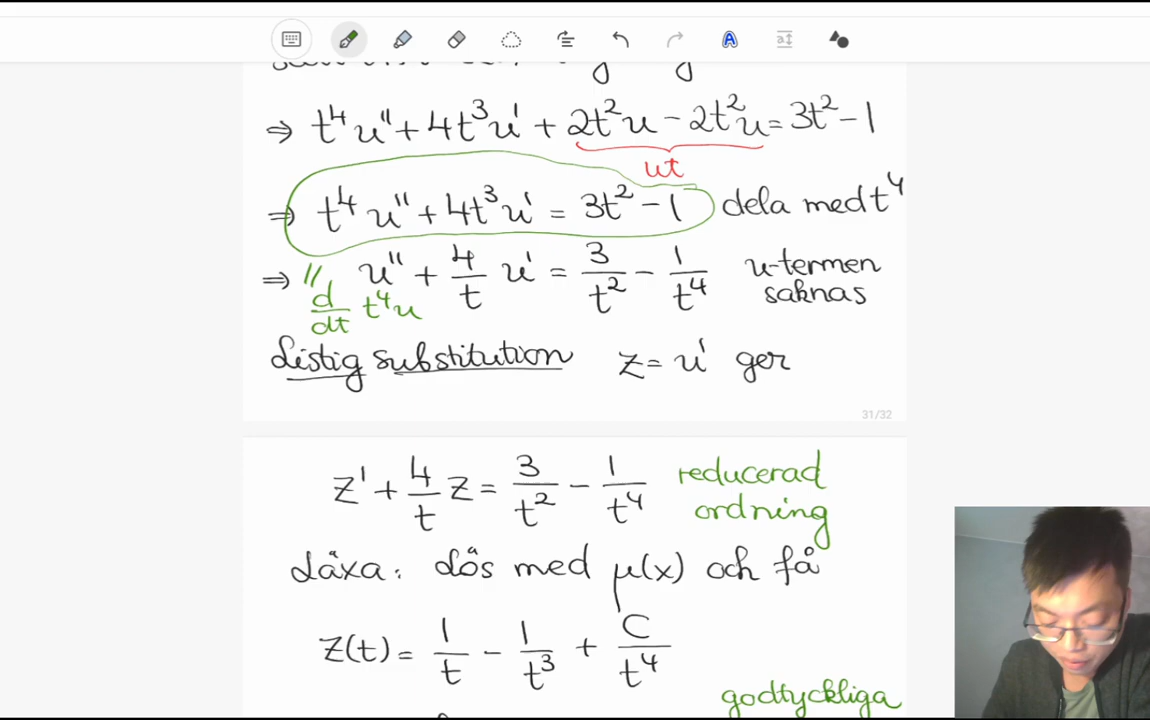 ⇒ t⁴u'' + 4t³u' + 2t²u - 2t²u = 3t² - 1
ut
⇒ t⁴u'' + 4t³u' = 3t² - 1 dela med t⁴
⇒ u'' + 4/t u' = 3/t² - 1/t⁴ u-termen saknas
// d/dt t⁴u
Listig substitution z = u' ger
31/32
z' + 4/t z = 3/t² - 1/t⁴ reducerad ordning
Läxa: Lös med μ(x) och få
z(t) = 1/t - 1/t³ + C/t⁴
godtyckliga